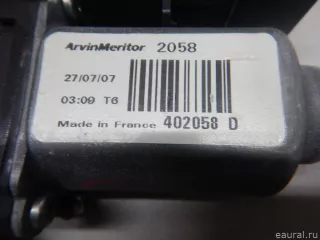 ArvinMeritor 2058
27/07/07
03:09 T6
Made in France 402058 D
eaural.ru